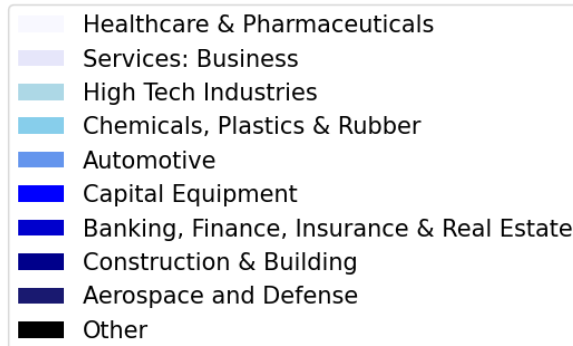 Healthcare & Pharmaceuticals
Services: Business
High Tech Industries
Chemicals, Plastics & Rubber
Automotive
Capital Equipment
Banking, Finance, Insurance & Real Estate
Construction & Building
Aerospace and Defense
Other